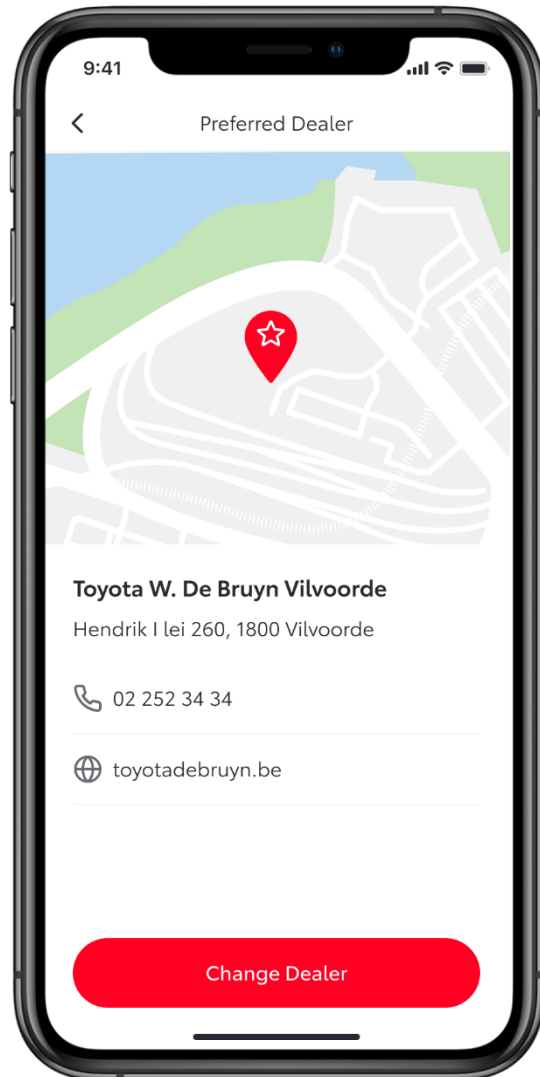 9:41
Preferred Dealer
Toyota W. De Bruyn Vilvoorde
Hendrik I lei 260, 1800 Vilvoorde
02 252 34 34
toyotadebruyn.be
Change Dealer